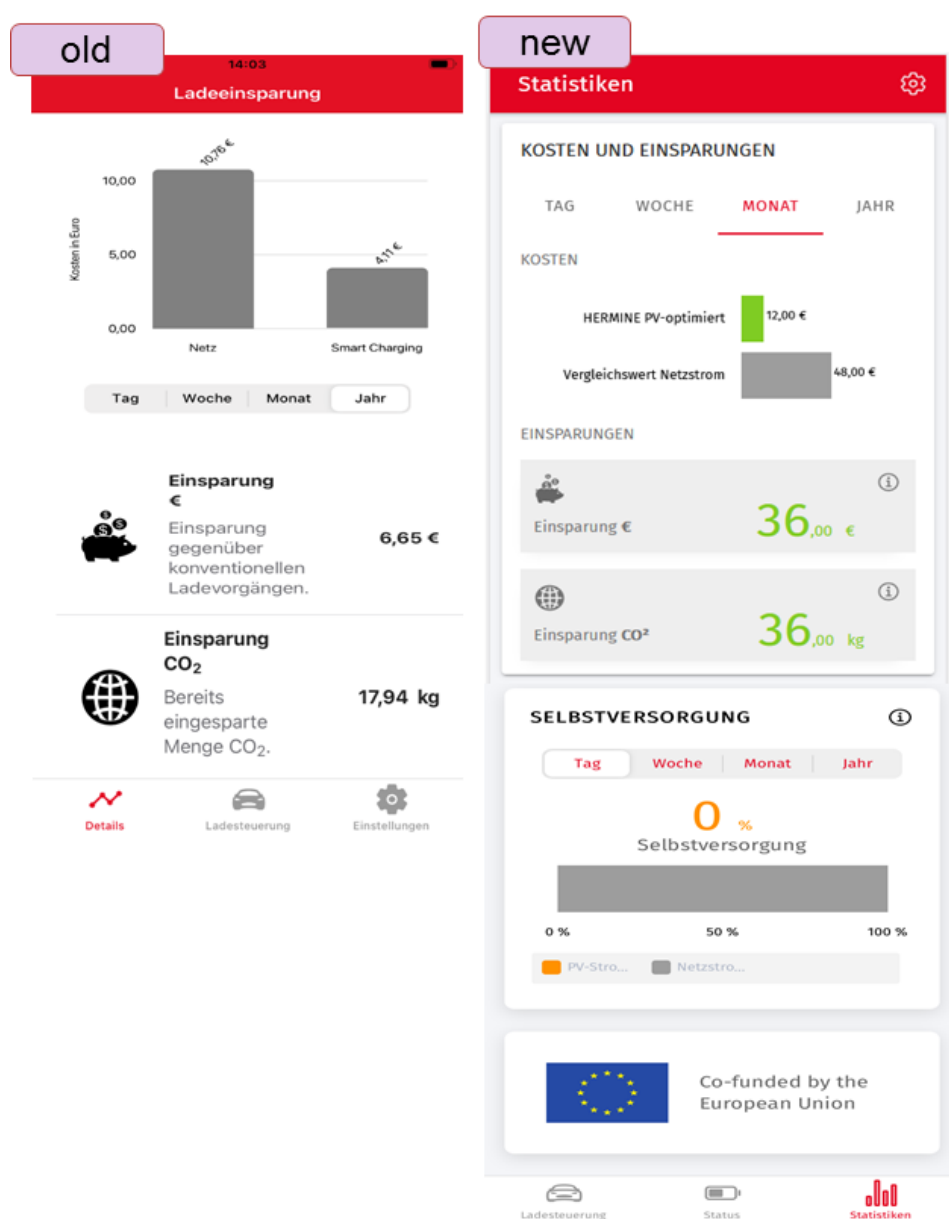 old
14:03
Ladeeinsparung
10,76 €
10,00
Kosten in Euro
5,00
4,11 €
0,00
Netz Smart Charging
Tag Woche Monat Jahr
Einsparung
€
Einsparung
gegenüber
konventionellen
Ladevorgängen.
6,65 €
Einsparung
CO₂
Bereits
eingesparte
Menge CO₂.
17,94 kg
Details Ladesteuerung Einstellungen
new
Statistiken
KOSTEN UND EINSPARUNGEN
TAG WOCHE MONAT JAHR
KOSTEN
HERMINE PV-optimiert 12,00 €
Vergleichswert Netzstrom 48,00 €
EINSPARUNGEN
Einsparung € 36,00 €
Einsparung CO² 36,00 kg
SELBSTVERSORGUNG
Tag Woche Monat Jahr
0 %
Selbstversorgung
0 % 50 % 100 %
PV-Stro... Netzstro...
Co-funded by the
European Union
Ladesteuerung Status Statistiken